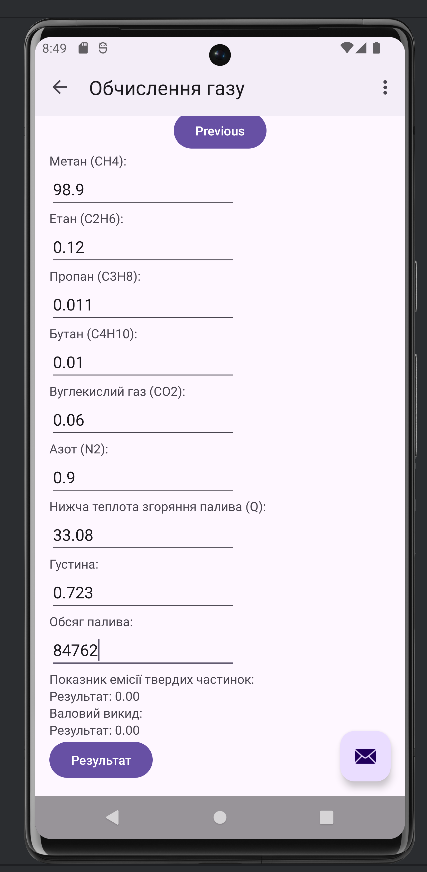 8:49
Обчислення газу
Previous
Метан (CH4):
98.9
Етан (C2H6):
0.12
Пропан (C3H8):
0.011
Бутан (C4H10):
0.01
Вуглекислий газ (CO2):
0.06
Азот (N2):
0.9
Нижча теплота згоряння палива (Q):
33.08
Густина:
0.723
Обсяг палива:
84762
Показник емісії твердих частинок:
Результат: 0.00
Валовий викид:
Результат: 0.00
Результат